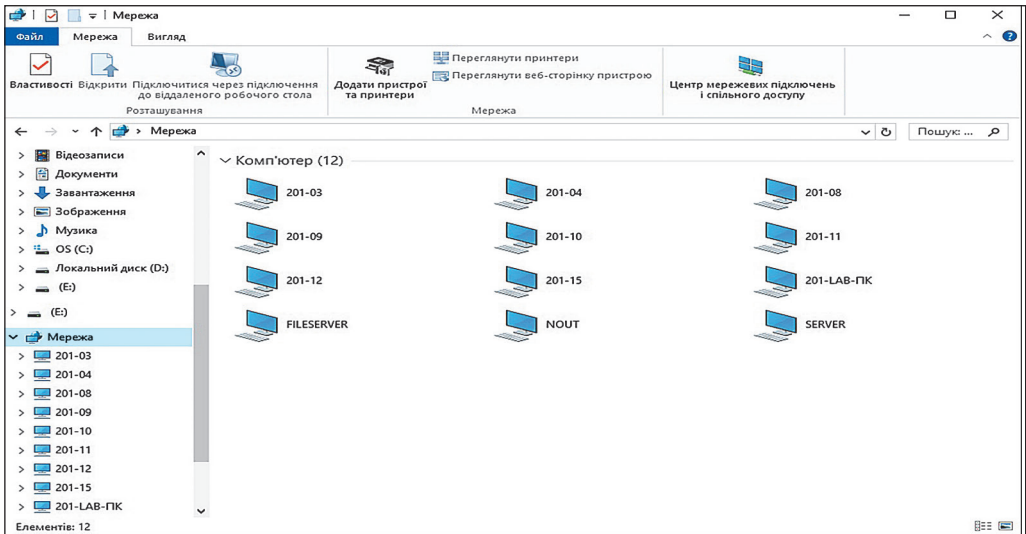 Мережа
Файл Мережа Вигляд
Властивості Відкрити Підключитися через підключення до віддаленого робочого стола
Розташування
Додати пристрої та принтери
Переглянути принтери
Переглянути веб-сторінку пристрою
Мережа
Центр мережевих підключень і спільного доступу
Мережа
Пошук: ...
Відеозаписи
Документи
Завантаження
Зображення
Музика
OS (C:)
Локальний диск (D:)
(E:)
(E:)
Мережа
201-03
201-04
201-08
201-09
201-10
201-11
201-12
201-15
201-LAB-ПК
Комп'ютер (12)
201-03 201-04 201-08
201-09 201-10 201-11
201-12 201-15 201-LAB-ПК
FILESERVER NOUT SERVER
Елементів: 12